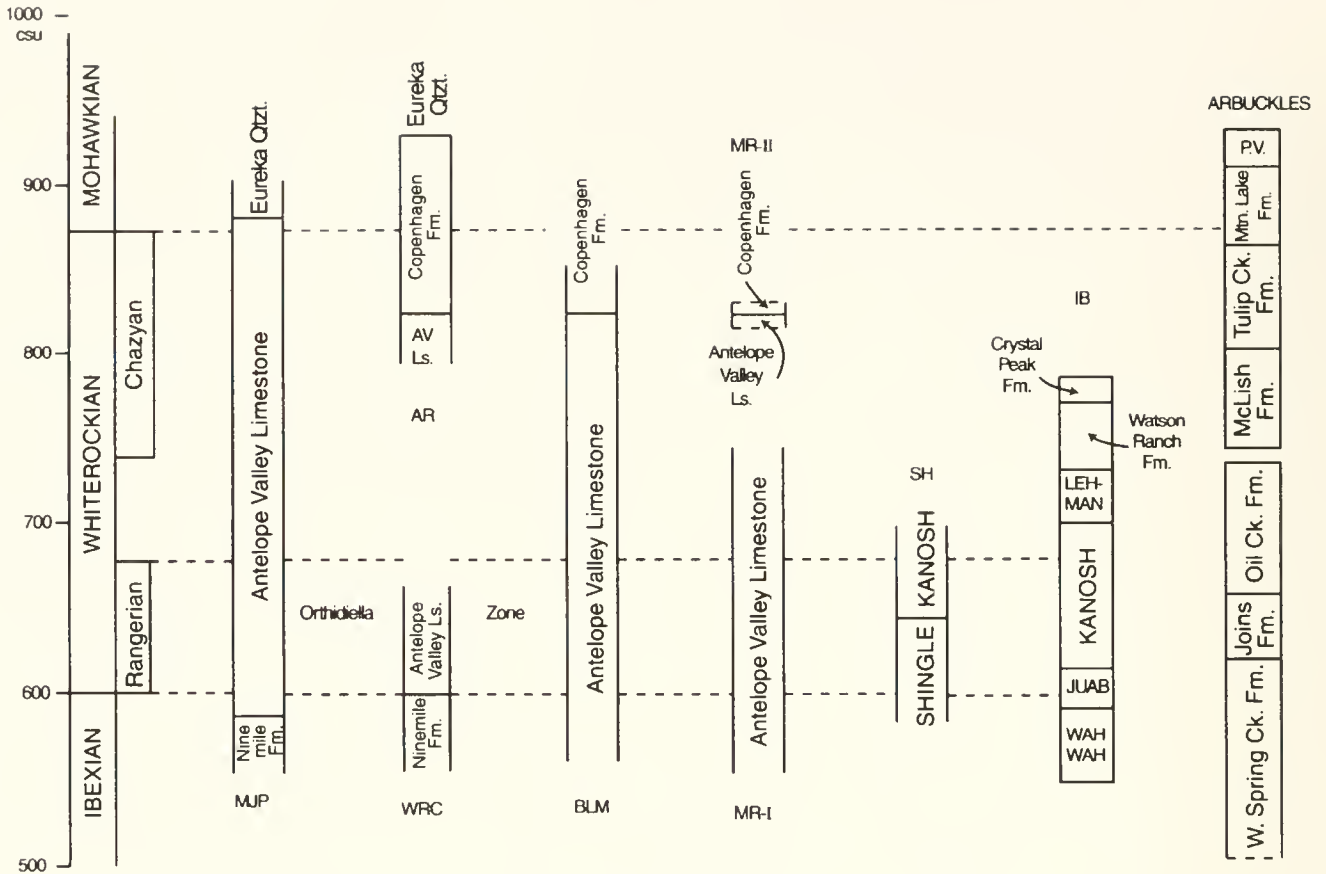 1000
csu
900
800
700
600
500
MOHAWKIAN
WHITEROCKIAN
IBEXIAN
Chazyan
Rangerian
Eureka Qtzt.
Antelope Valley Limestone
Nine
mile
Fm.
MJP
Orthidiella
Zone
Eureka
Qtzt.
Copenhagen
Fm.
AV
Ls.
AR
Antelope
Valley Ls.
Ninemile
Fm.
WRC
Copenhagen
Fm.
Antelope Valley Limestone
BLM
MR-II
Copenhagen
Fm.
Antelope
Valley
Ls.
Antelope Valley Limestone
MR-I
SH
KANOSH
SHINGLE
IB
Crystal
Peak
Fm.
Watson
Ranch
Fm.
LEH-
MAN
KANOSH
JUAB
WAH
WAH
ARBUCKLES
P.V.
Mtn. Lake
Fm.
Tulip Ck.
Fm.
McLish
Fm.
Oil Ck. Fm.
Joins
Fm.
W. Spring Ck. Fm.